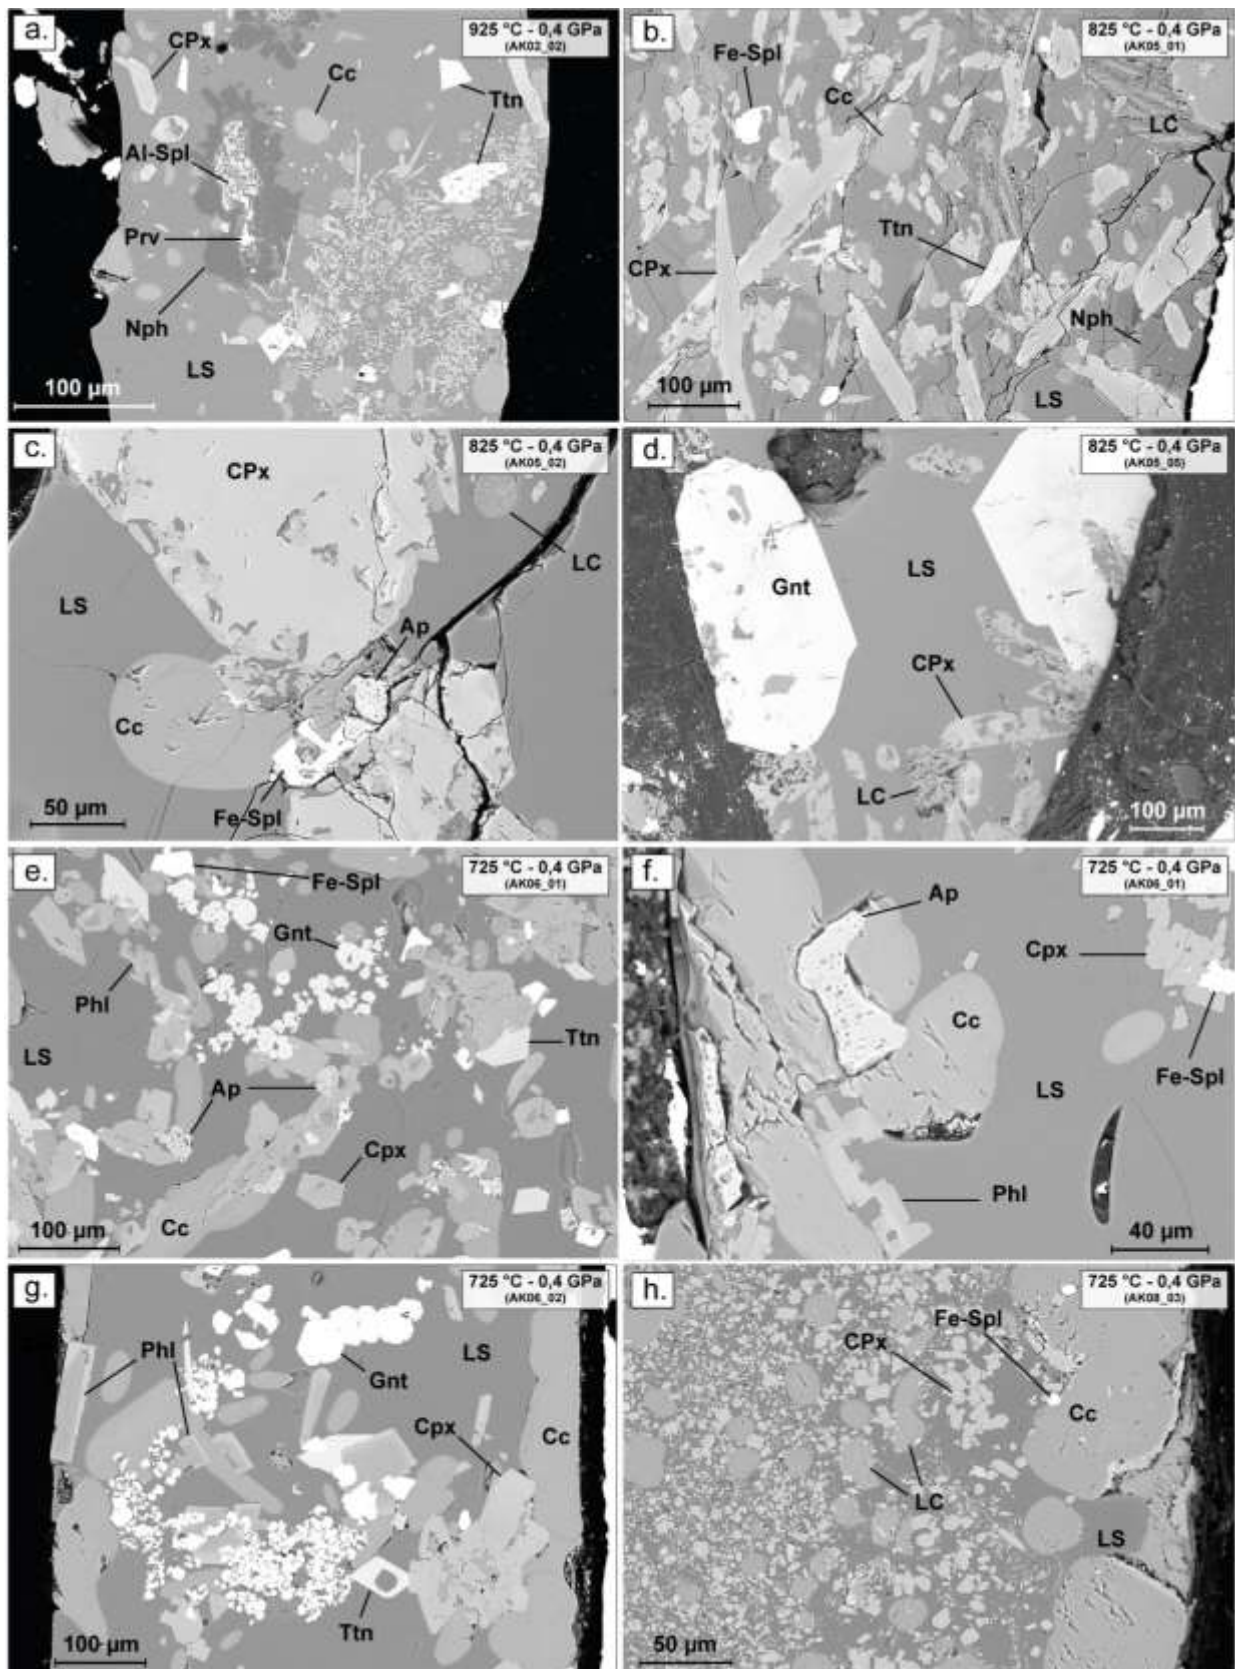 a.
925 °C - 0,4 GPa
(AK03_02)
CPx
Cc
Ttn
Al-Spl
Prv
Nph
LS
100 µm
b.
825 °C - 0,4 GPa
(AK05_01)
Fe-Spl
Cc
LC
Ttn
CPx
Nph
100 µm
LS
c.
825 °C - 0,4 GPa
(AK05_02)
CPx
LC
LS
Ap
Cc
50 µm
Fe-Spl
d.
825 °C - 0,4 GPa
(AK05_05)
Gnt
LS
CPx
LC
100 µm
e.
725 °C - 0,4 GPa
(AK06_01)
Fe-Spl
Gnt
Phl
Ttn
LS
Ap
Cpx
100 µm
Cc
f.
725 °C - 0,4 GPa
(AK06_01)
Ap
Cpx
Cc
LS
Fe-Spl
Phl
40 µm
g.
725 °C - 0,4 GPa
(AK06_02)
Phl
LS
Gnt
Cpx
Cc
100 µm
Ttn
h.
725 °C - 0,4 GPa
(AK08_03)
Fe-Spl
CPx
Cc
LC
LS
50 µm